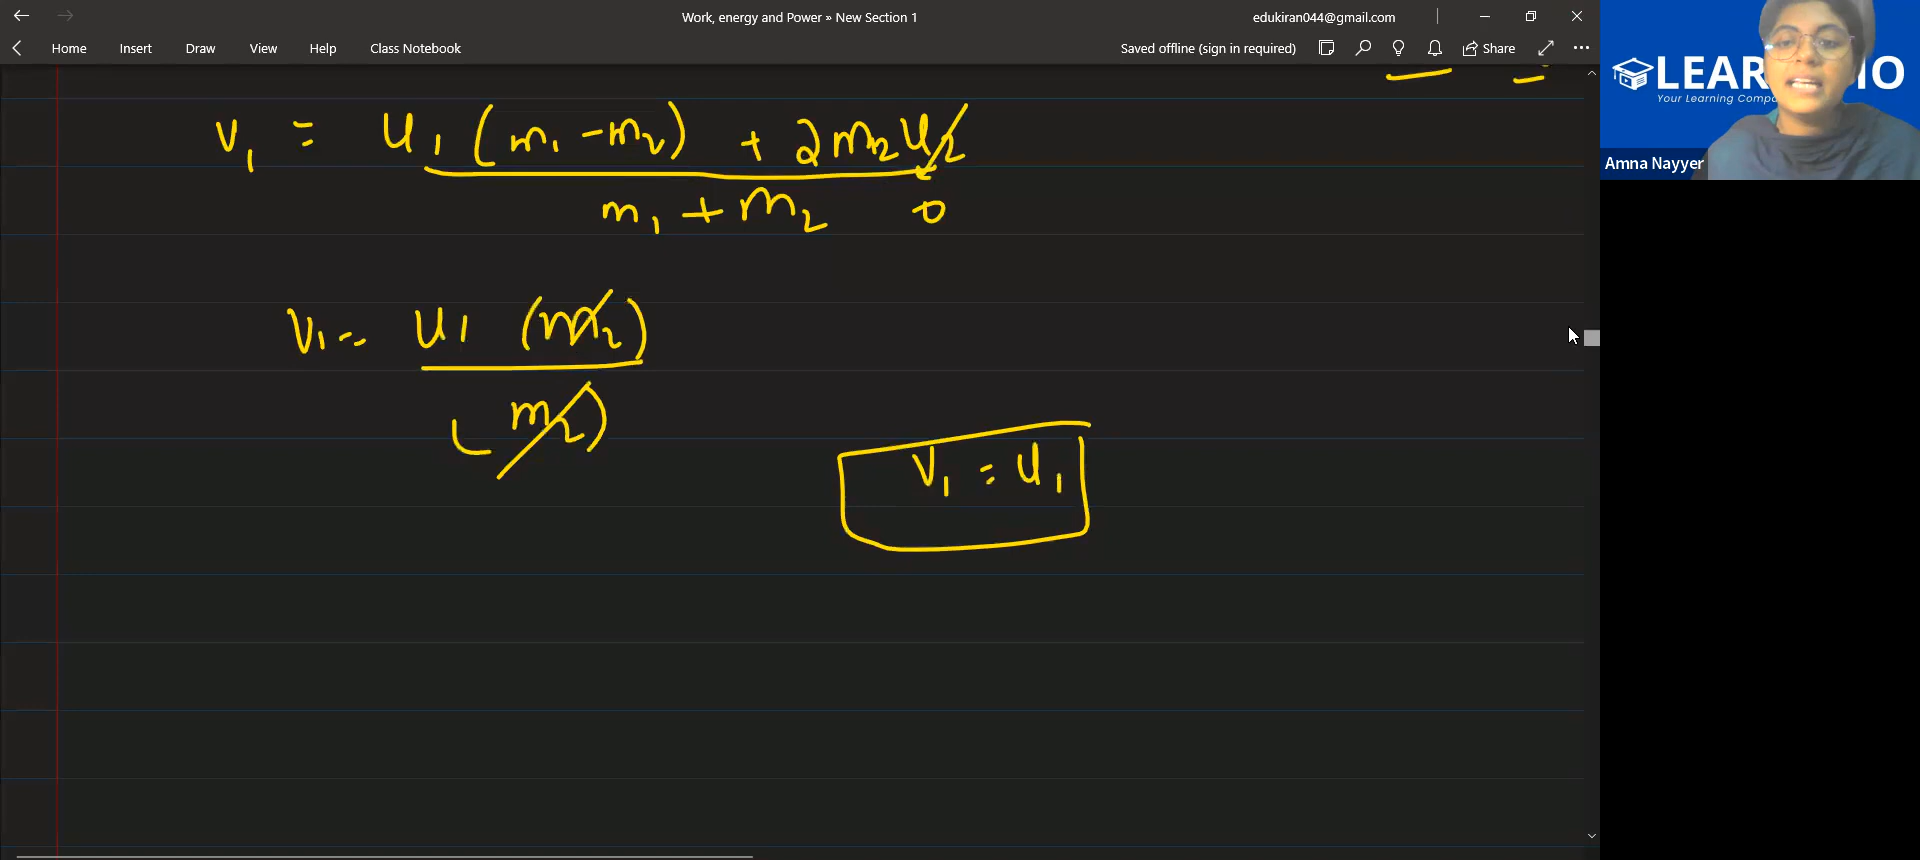 Work, energy and Power » New Section 1
edukiran044@gmail.com
Home Insert Draw View Help Class Notebook
Saved offline (sign in required)
Share
LEAR IO
Your Learning Compa
Amna Nayyer
V₁ = U₁(m₁ - m₂) + 2m₂U₂
m₁ + m₂ 0
V₁ = U₁ (m₂)
(m₂)
V₁ = U₁